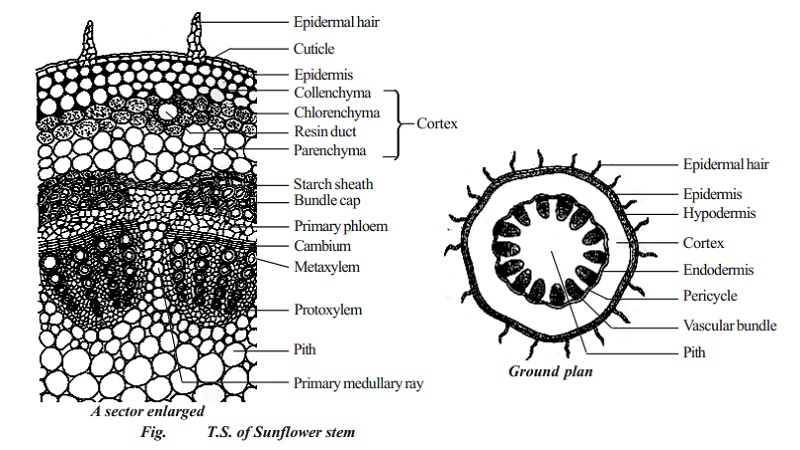 Epidermal hair
Cuticle
Epidermis
Collenchyma
Chlorenchyma
Cortex
Resin duct
Parenchyma
Starch sheath
Bundle cap
Primary phloem
Cambium
Metaxylem
Protoxylem
Pith
Primary medullary ray
A sector enlarged
Epidermal hair
Epidermis
Hypodermis
Cortex
Endodermis
Pericycle
Vascular bundle
Pith
Ground plan
Fig. T.S. of Sunflower stem